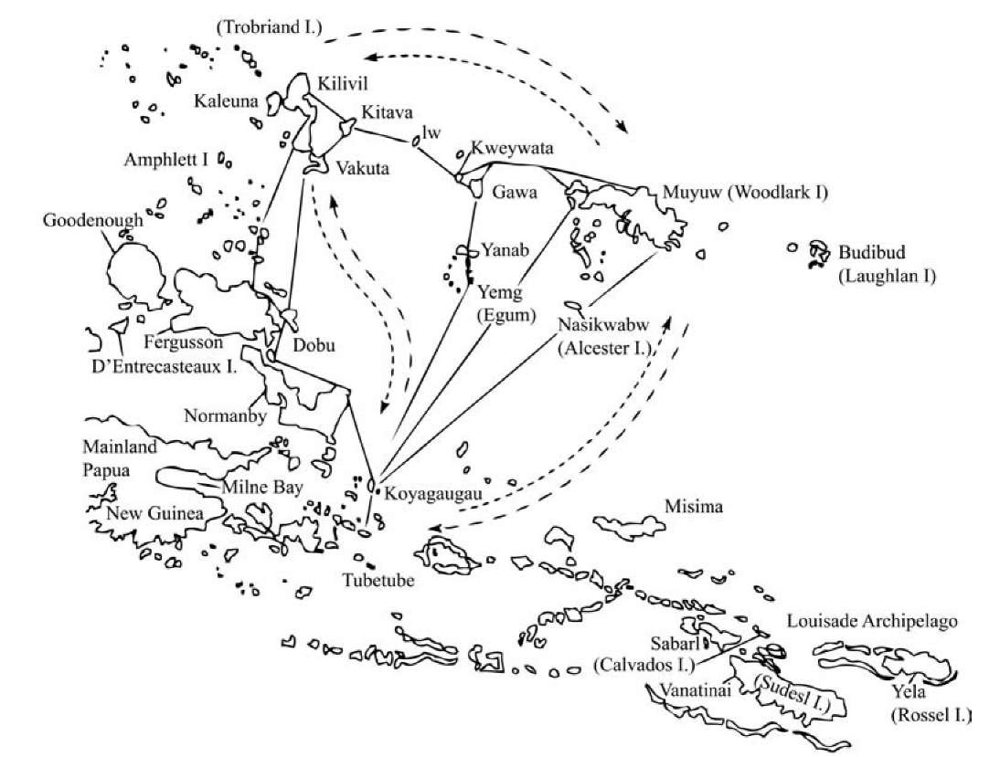 (Trobriand I.)
Kilivil
Kaleuna
Kitava
lw
Kweywata
Amphlett I
Vakuta
Gawa
Muyuw (Woodlark I)
Goodenough
Yanab
Budibud
(Laughlan I)
Yemg
(Egum)
Nasikwabw
(Alcester I.)
Fergusson
Dobu
D'Entrecasteaux I.
Normanby
Mainland
Papua
Milne Bay
Koyagaugau
New Guinea
Misima
Tubetube
Louisade Archipelago
Sabarl
(Calvados I.)
Vanatinai
(Sudesl I.)
Yela
(Rossel I.)